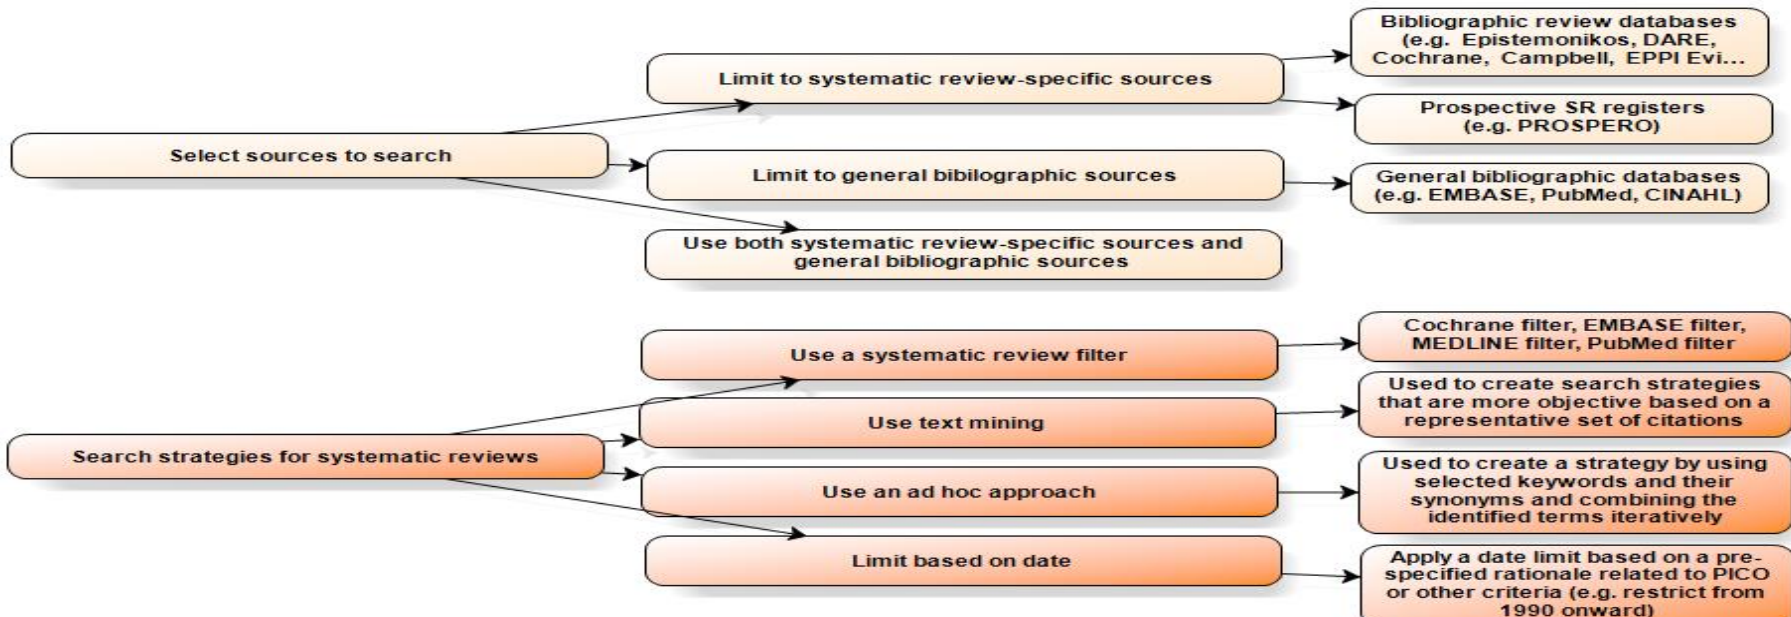 Select sources to search
Limit to systematic review-specific sources
Bibliographic review databases
(e.g. Epistemonikos, DARE,
Cochrane, Campbell, EPPI Evi...
Prospective SR registers
(e.g. PROSPERO)
Limit to general bibilographic sources
General bibliographic databases
(e.g. EMBASE, PubMed, CINAHL)
Use both systematic review-specific sources and
general bibliographic sources
Search strategies for systematic reviews
Use a systematic review filter
Cochrane filter, EMBASE filter,
MEDLINE filter, PubMed filter
Use text mining
Used to create search strategies
that are more objective based on a
representative set of citations
Use an ad hoc approach
Used to create a strategy by using
selected keywords and their
synonyms and combining the
identified terms iteratively
Limit based on date
Apply a date limit based on a pre-
specified rationale related to PICO
or other criteria (e.g. restrict from
1990 onward)